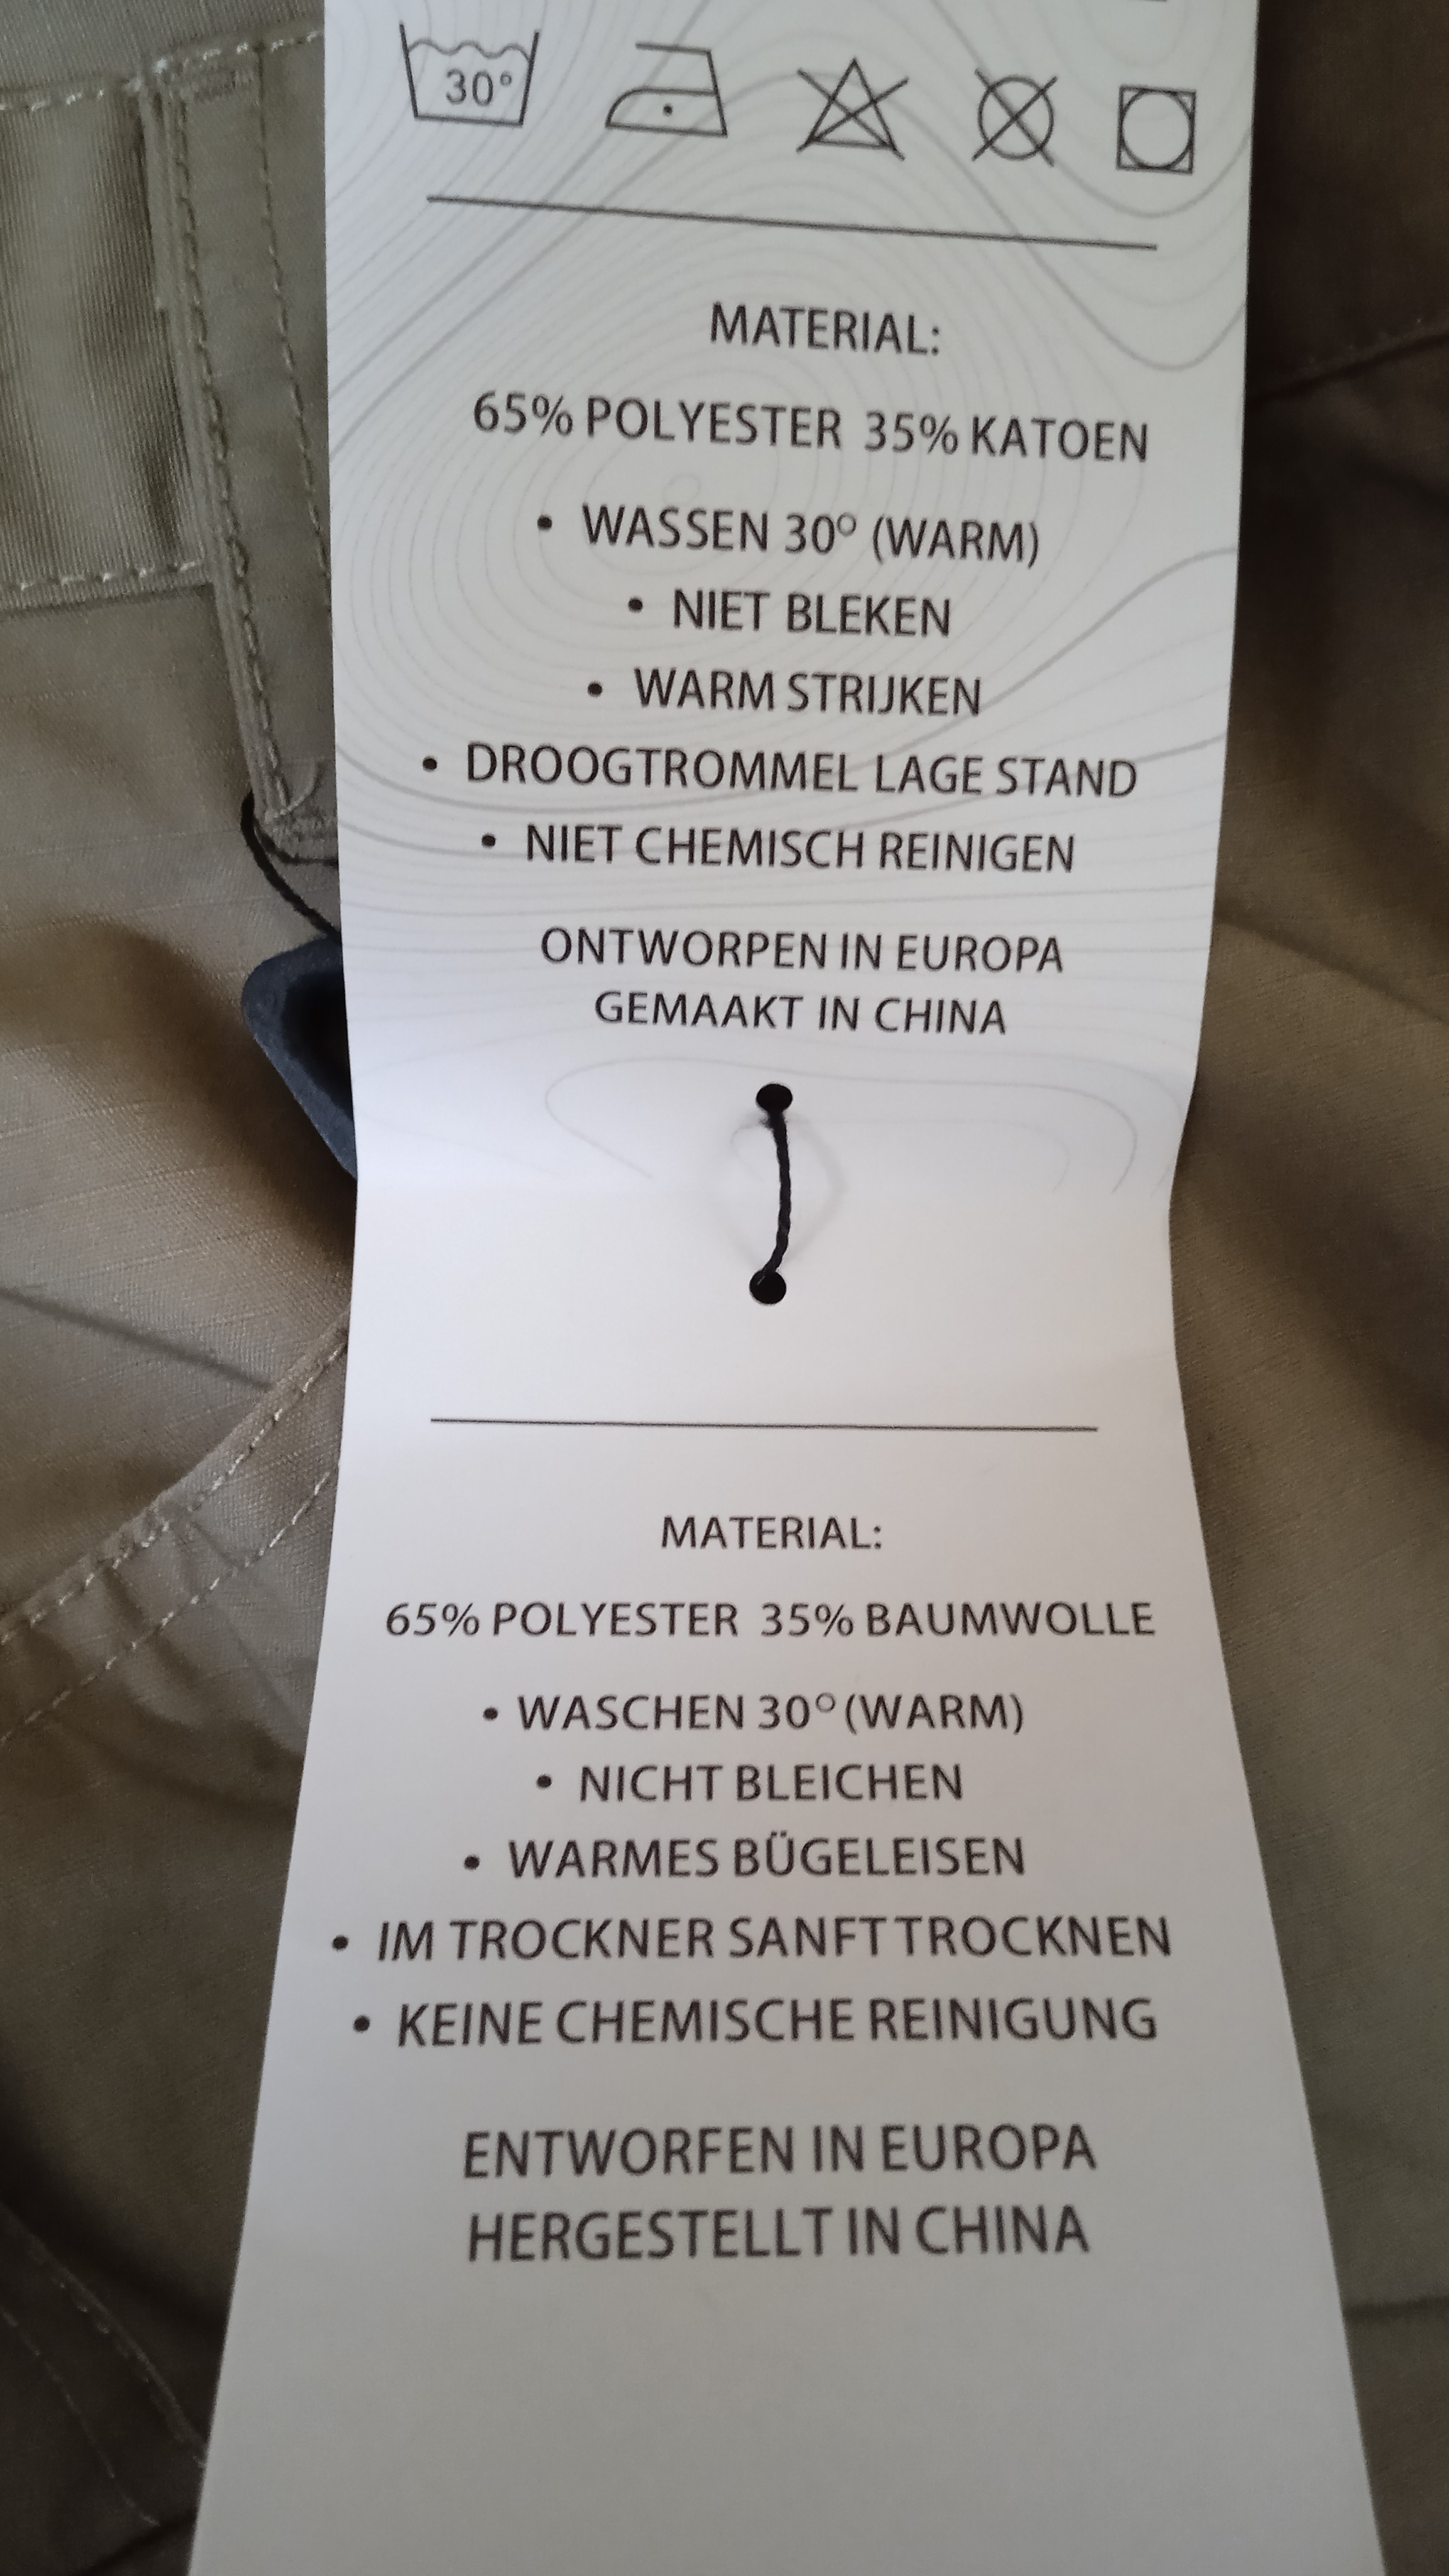 30°
MATERIAL:
65% POLYESTER 35% KATOEN
• WASSEN 30° (WARM)
• NIET BLEKEN
• WARM STRIJKEN
• DROOGTROMMEL LAGE STAND
• NIET CHEMISCH REINIGEN
ONTWORPEN IN EUROPA
GEMAAKT IN CHINA
MATERIAL:
65% POLYESTER 35% BAUMWOLLE
• WASCHEN 30° (WARM)
• NICHT BLEICHEN
• WARMES BÜGELEISEN
• IM TROCKNER SANFT TROCKNEN
• KEINE CHEMISCHE REINIGUNG
ENTWORFEN IN EUROPA
HERGESTELLT IN CHINA